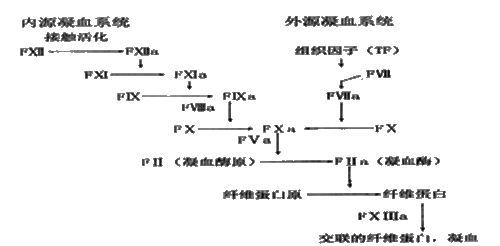 内源凝血系统 外源凝血系统
接触活化 组织因子（TF）
FXII FXIIa
FVII
FXI FXIa
FIX FVIIIa FIXa FVIIa
FX FXa FX
FVa
FII（凝血酶原） FIIa（凝血酶）
纤维蛋白原 纤维蛋白
FXIIIa
交联的纤维蛋白，凝血